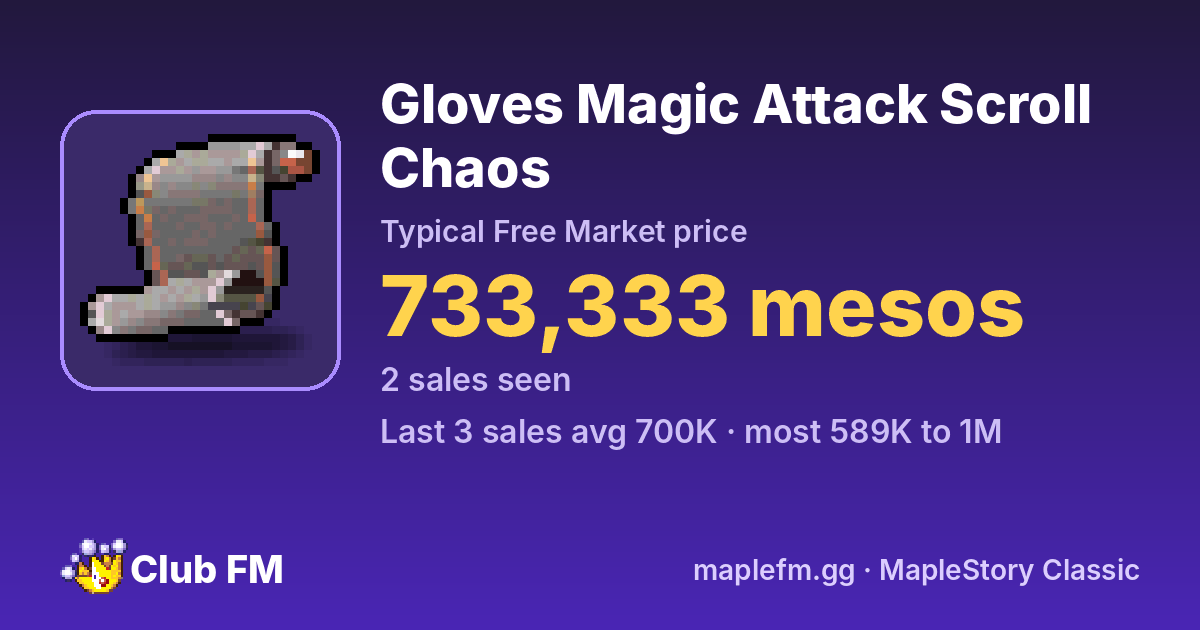 Gloves Magic Attack Scroll
Chaos
Typical Free Market price
733,333 mesos
2 sales seen
Last 3 sales avg 700K · most 589K to 1M
Club FM
maplefm.gg · MapleStory Classic